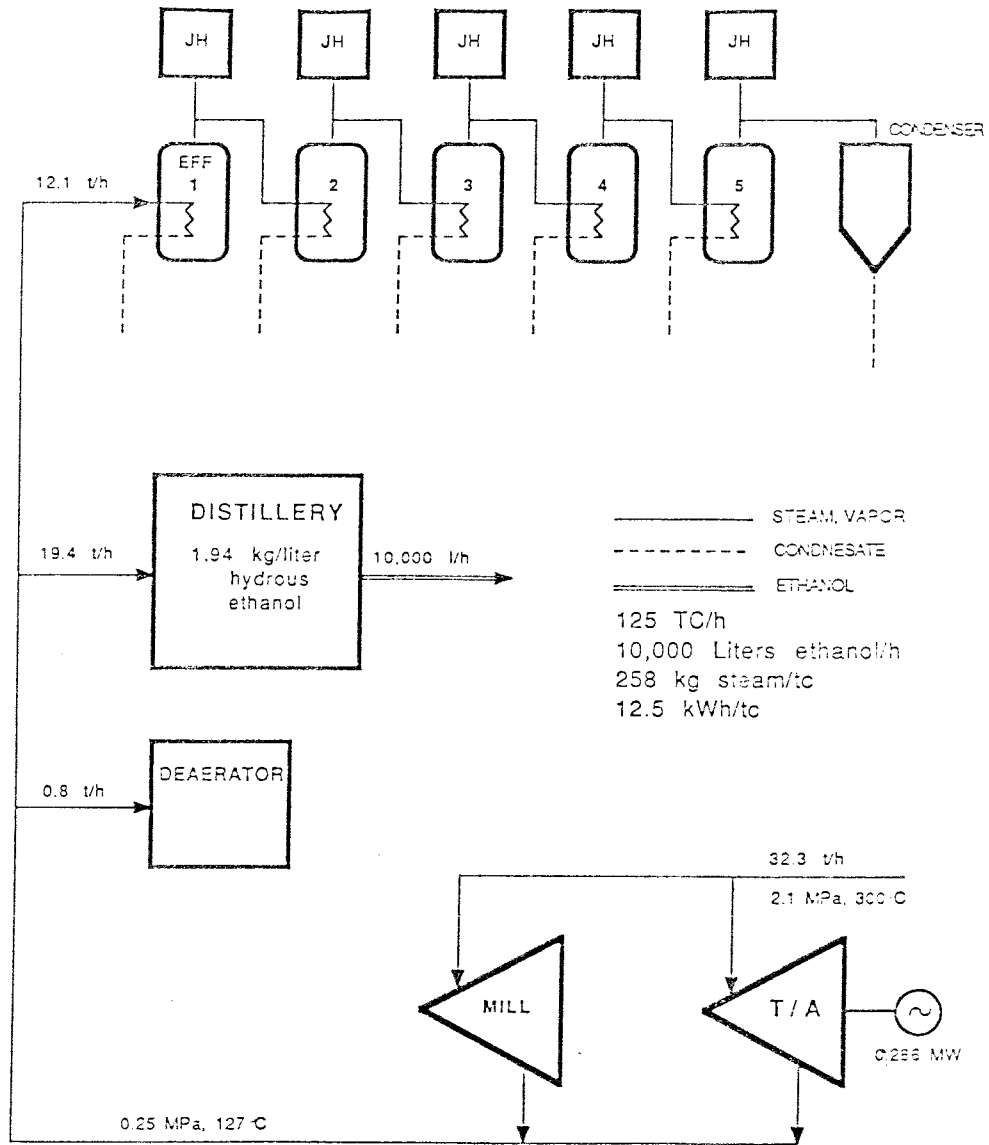 JH JH JH JH JH
CONDENSER
EFF
1 2 3 4 5
12.1 t/h
DISTILLERY
1.94 kg/liter
hydrous
ethanol
19.4 t/h
10,000 l/h
STEAM, VAPOR
CONDNESATE
ETHANOL
125 TC/h
10,000 Liters ethanol/h
258 kg steam/tc
12.5 kWh/tc
DEAERATOR
0.8 t/h
32.3 t/h
2.1 MPa, 300°C
MILL
T / A
MW
0.25 MPa, 127°C